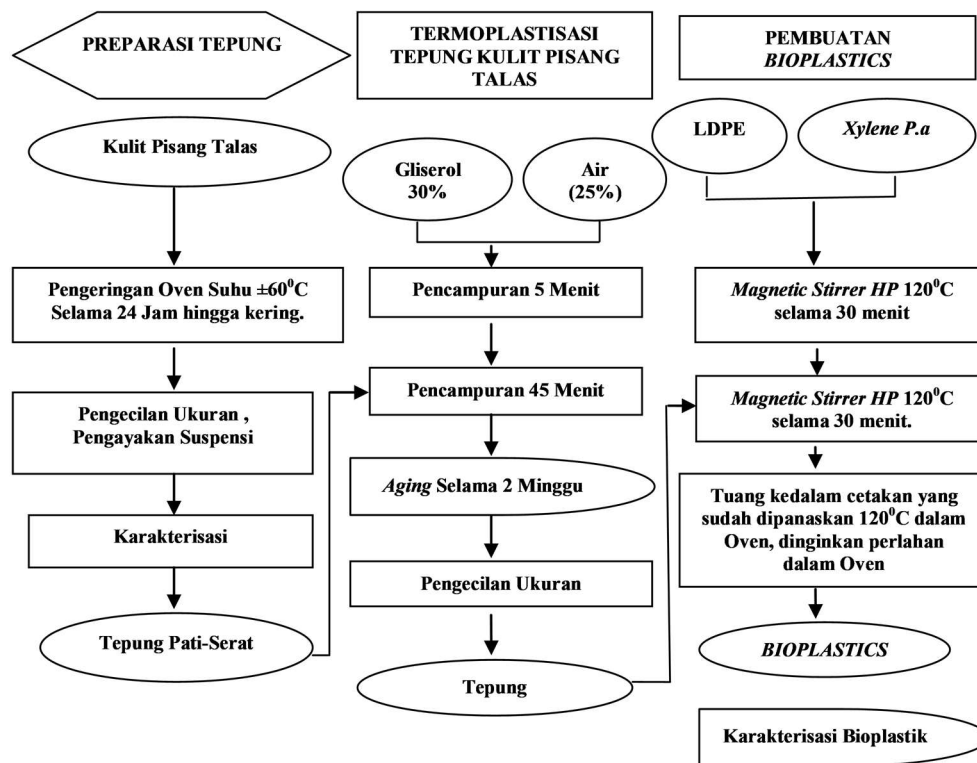 PREPARASI TEPUNG
Kulit Pisang Talas
Pengeringan Oven Suhu ±60⁰C
Selama 24 Jam hingga kering.
Pengecilan Ukuran ,
Pengayakan Suspensi
Karakterisasi
Tepung Pati-Serat
TERMOPLASTISASI
TEPUNG KULIT PISANG
TALAS
Gliserol
30%
Air
(25%)
Pencampuran 5 Menit
Pencampuran 45 Menit
Aging Selama 2 Minggu
Pengecilan Ukuran
Tepung
PEMBUATAN
BIOPLASTICS
LDPE
Xylene P.a
Magnetic Stirrer HP 120⁰C
selama 30 menit
Magnetic Stirrer HP 120⁰C
selama 30 menit.
Tuang kedalam cetakan yang
sudah dipanaskan 120⁰C dalam
Oven, dinginkan perlahan
dalam Oven
BIOPLASTICS
Karakterisasi Bioplastik